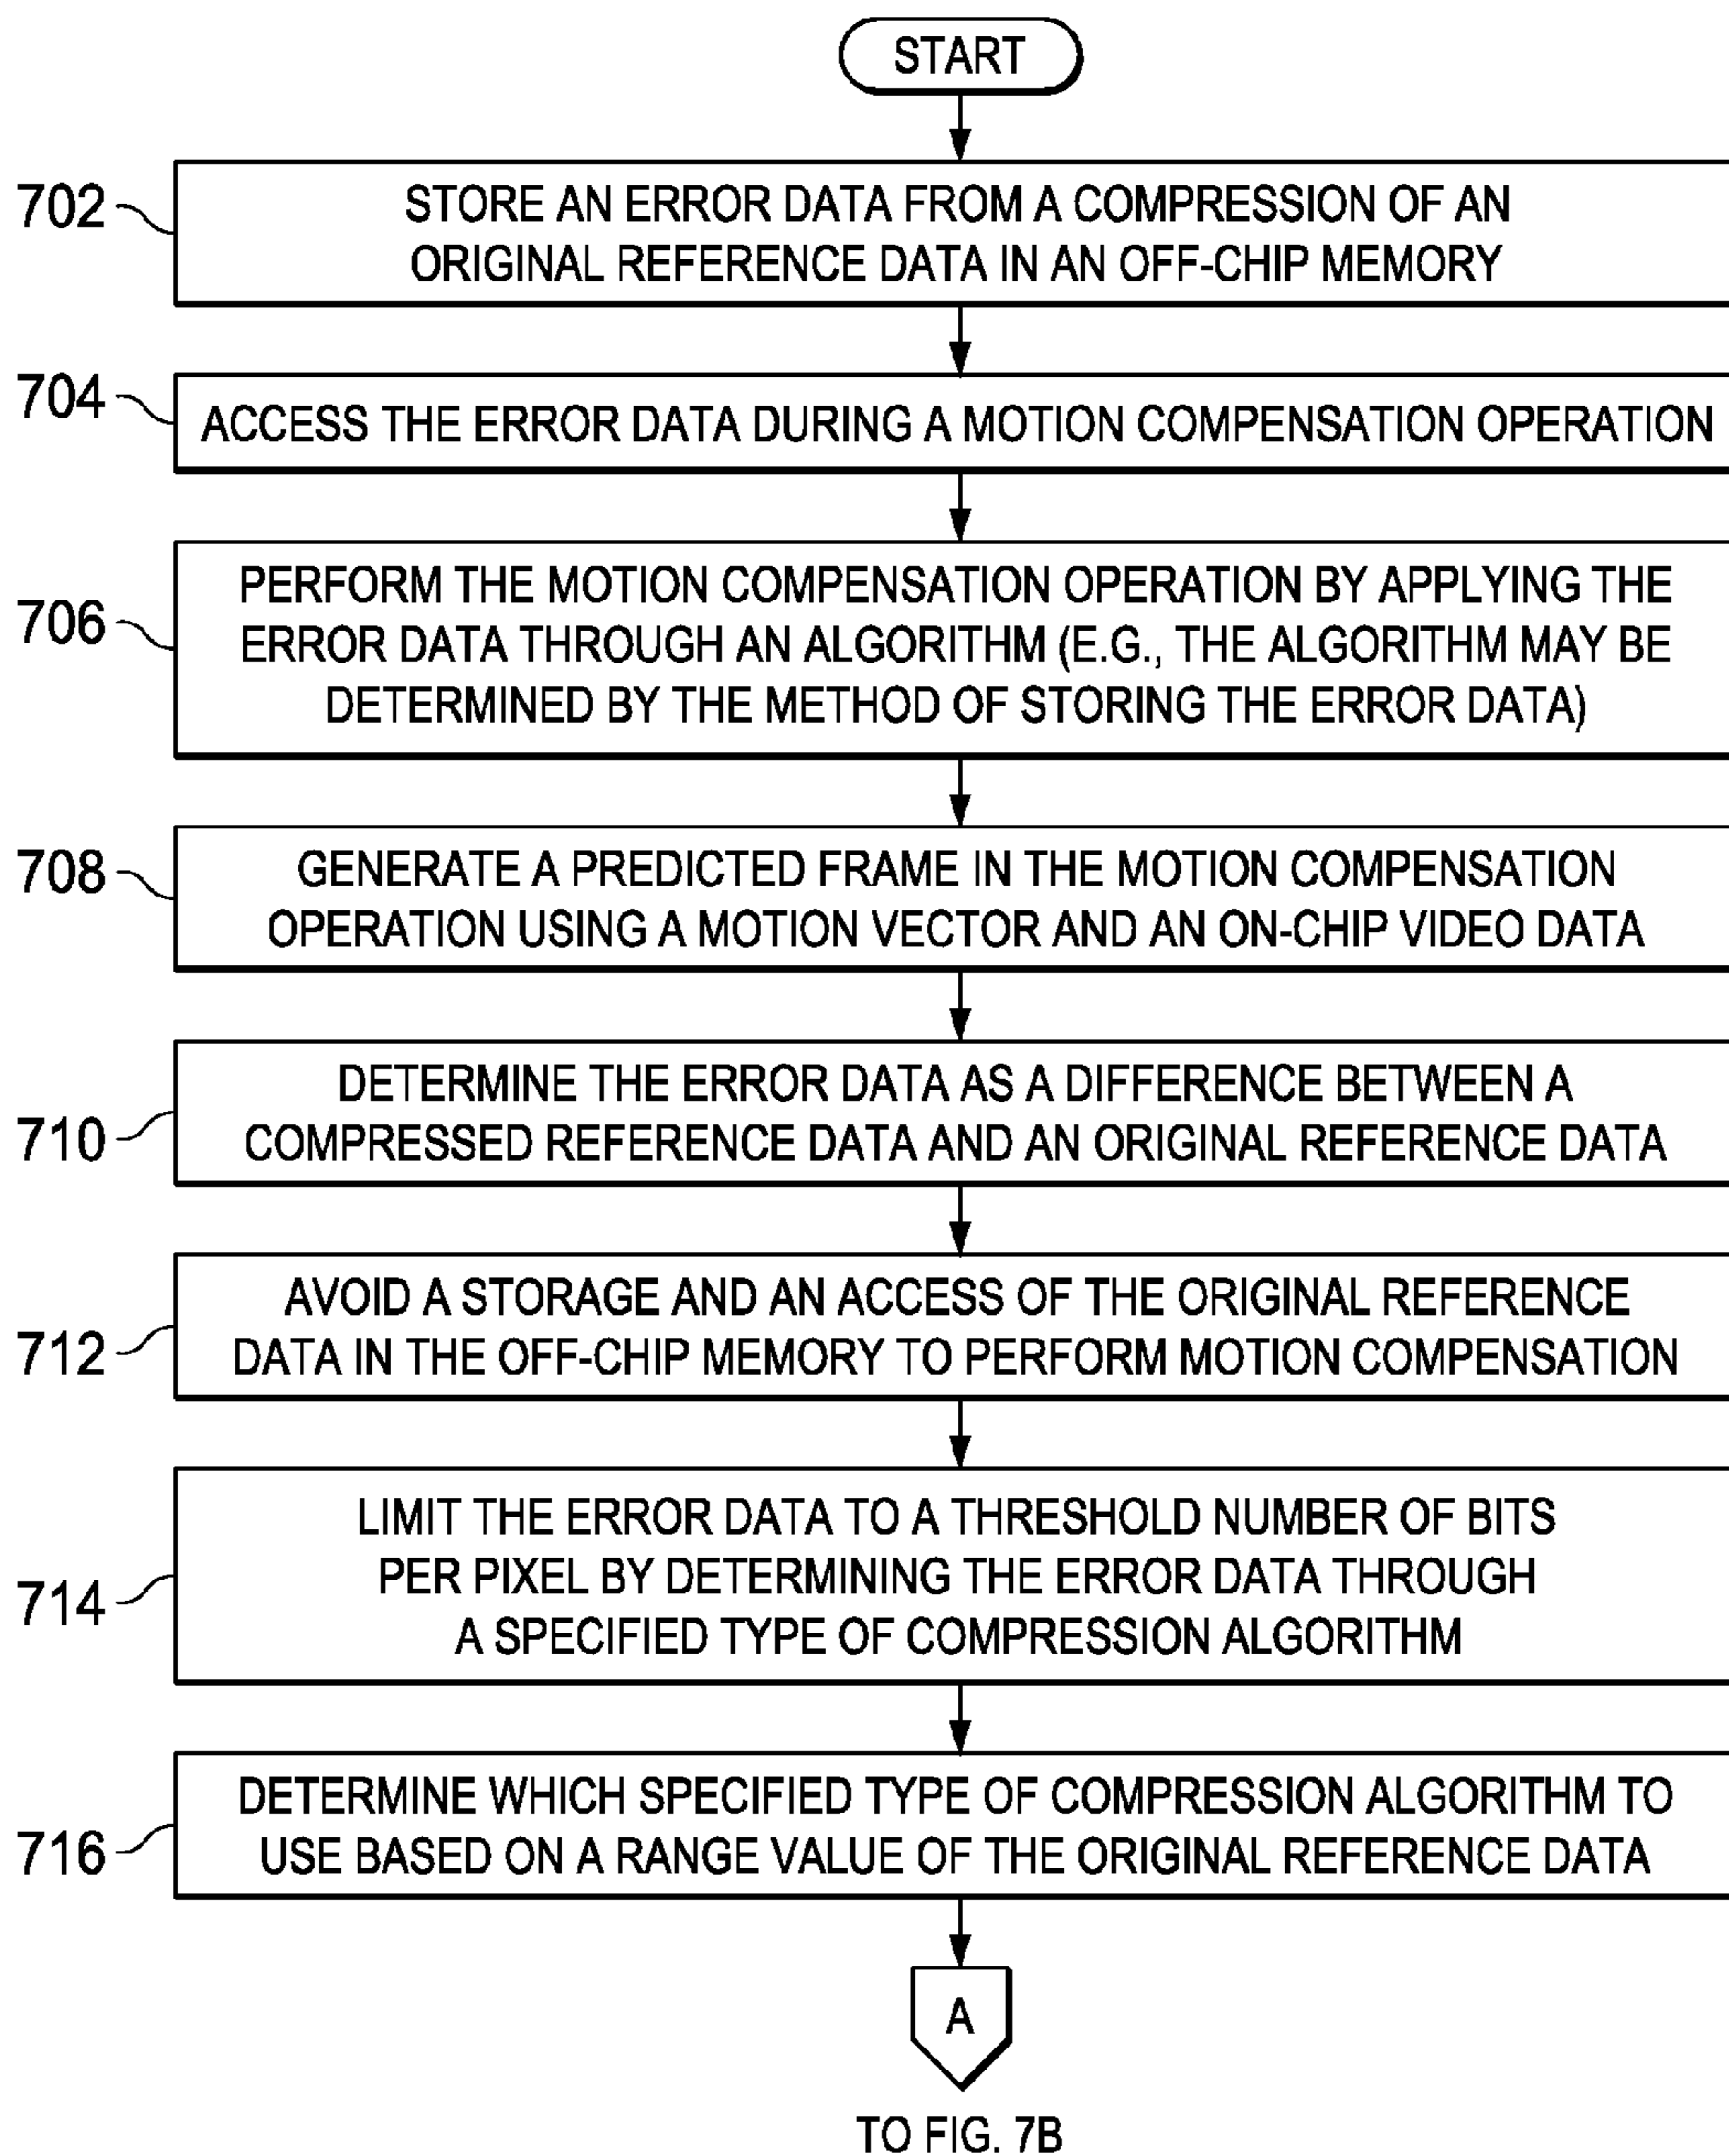 START
702
STORE AN ERROR DATA FROM A COMPRESSION OF AN
ORIGINAL REFERENCE DATA IN AN OFF-CHIP MEMORY
704
ACCESS THE ERROR DATA DURING A MOTION COMPENSATION OPERATION
706
PERFORM THE MOTION COMPENSATION OPERATION BY APPLYING THE
ERROR DATA THROUGH AN ALGORITHM (E.G., THE ALGORITHM MAY BE
DETERMINED BY THE METHOD OF STORING THE ERROR DATA)
708
GENERATE A PREDICTED FRAME IN THE MOTION COMPENSATION
OPERATION USING A MOTION VECTOR AND AN ON-CHIP VIDEO DATA
710
DETERMINE THE ERROR DATA AS A DIFFERENCE BETWEEN A
COMPRESSED REFERENCE DATA AND AN ORIGINAL REFERENCE DATA
712
AVOID A STORAGE AND AN ACCESS OF THE ORIGINAL REFERENCE
DATA IN THE OFF-CHIP MEMORY TO PERFORM MOTION COMPENSATION
714
LIMIT THE ERROR DATA TO A THRESHOLD NUMBER OF BITS
PER PIXEL BY DETERMINING THE ERROR DATA THROUGH
A SPECIFIED TYPE OF COMPRESSION ALGORITHM
716
DETERMINE WHICH SPECIFIED TYPE OF COMPRESSION ALGORITHM TO
USE BASED ON A RANGE VALUE OF THE ORIGINAL REFERENCE DATA
A
TO FIG. 7B